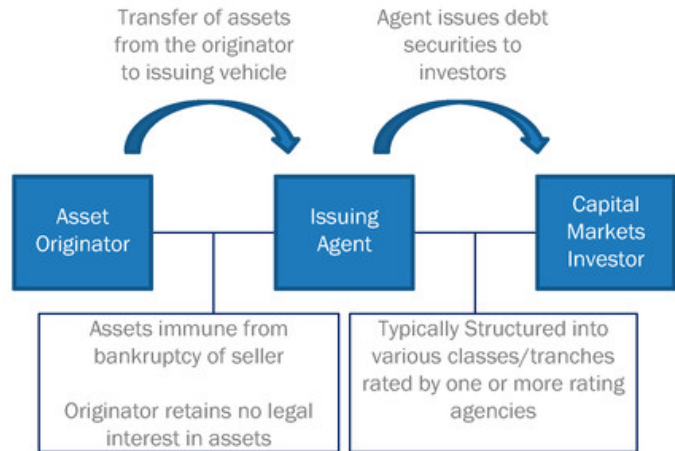 Transfer of assets
from the originator
to issuing vehicle
Agent issues debt
securities to
investors
Asset
Originator
Issuing
Agent
Capital
Markets
Investor
Assets immune from
bankruptcy of seller
Originator retains no legal
interest in assets
Typically Structured into
various classes/tranches
rated by one or more rating
agencies